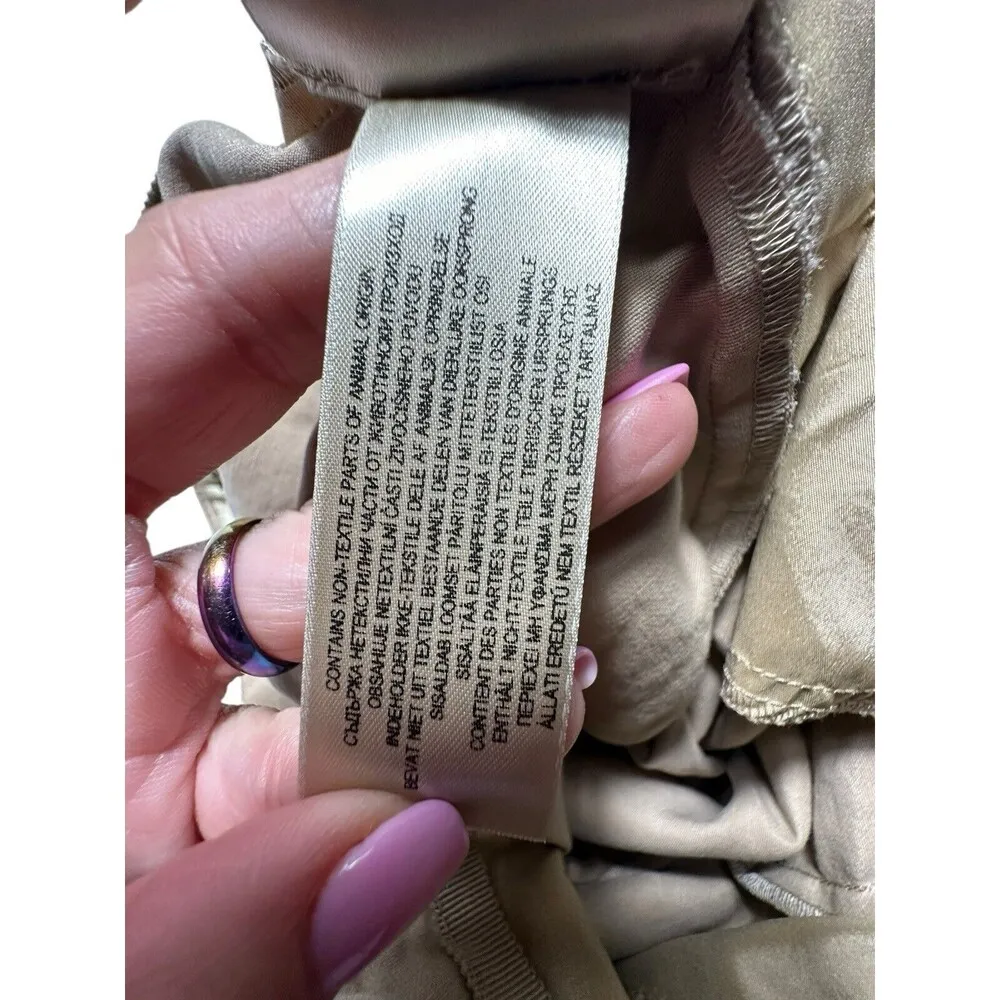 CONTAINS NON-TEXTILE PARTS OF ANIMAL ORIGIN
СЪДЪРЖА НЕТЕКСТИЛНИ ЧАСТИ ОТ ЖИВОТИНСКИ ПРОИЗХОД
OBSAHUJE NETEXTILNÍ ČÁSTI ŽIVOČIŠNÉHO PŮVODU
INDEHOLDER IKKE-TEKSTILE DELE AF ANIMALSK OPRINDELSE
BEVAT NIET UIT TEXTIEL BESTAANDE DELEN VAN DIERLIJKE OORSPRONG
SISALDAB LOOMSET PÄRITOLU MITTETEKSTIILIST OSI
SISÄLTÄÄ ELÄINPERÄISIÄ EI-TEKSTIILI OSIA
CONTIENT DES PARTIES NON TEXTILES D'ORIGINE ANIMALE
ENTHÄLT NICHT-TEXTILE TEILE TIERISCHEN URSPRUNGS
ΠΕΡΙΕΧΕΙ ΜΗ ΥΦΑΝΣΙΜΑ ΜΕΡΗ ΖΩΙΚΗΣ ΠΡΟΕΛΕΥΣΗΣ
ÁLLATI EREDETŰ NEM TEXTIL RÉSZEKET TARTALMAZ